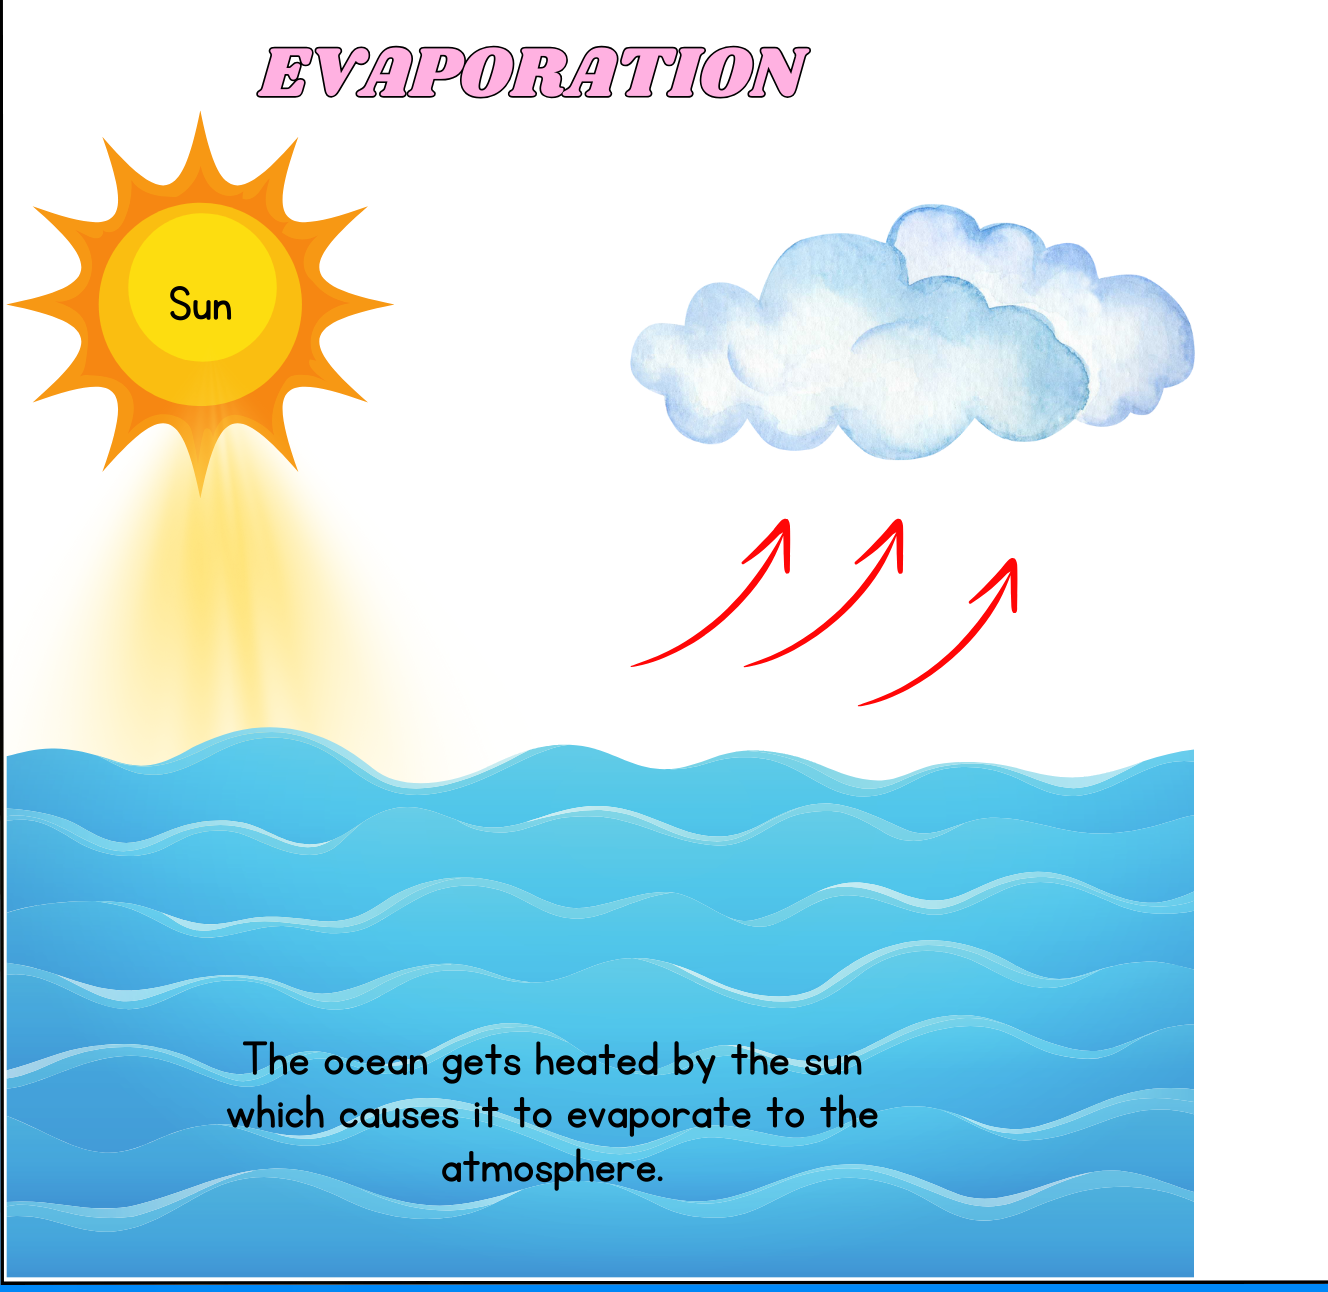 EVAPORATION
Sun
The ocean gets heated by the sun
which causes it to evaporate to the
atmosphere.